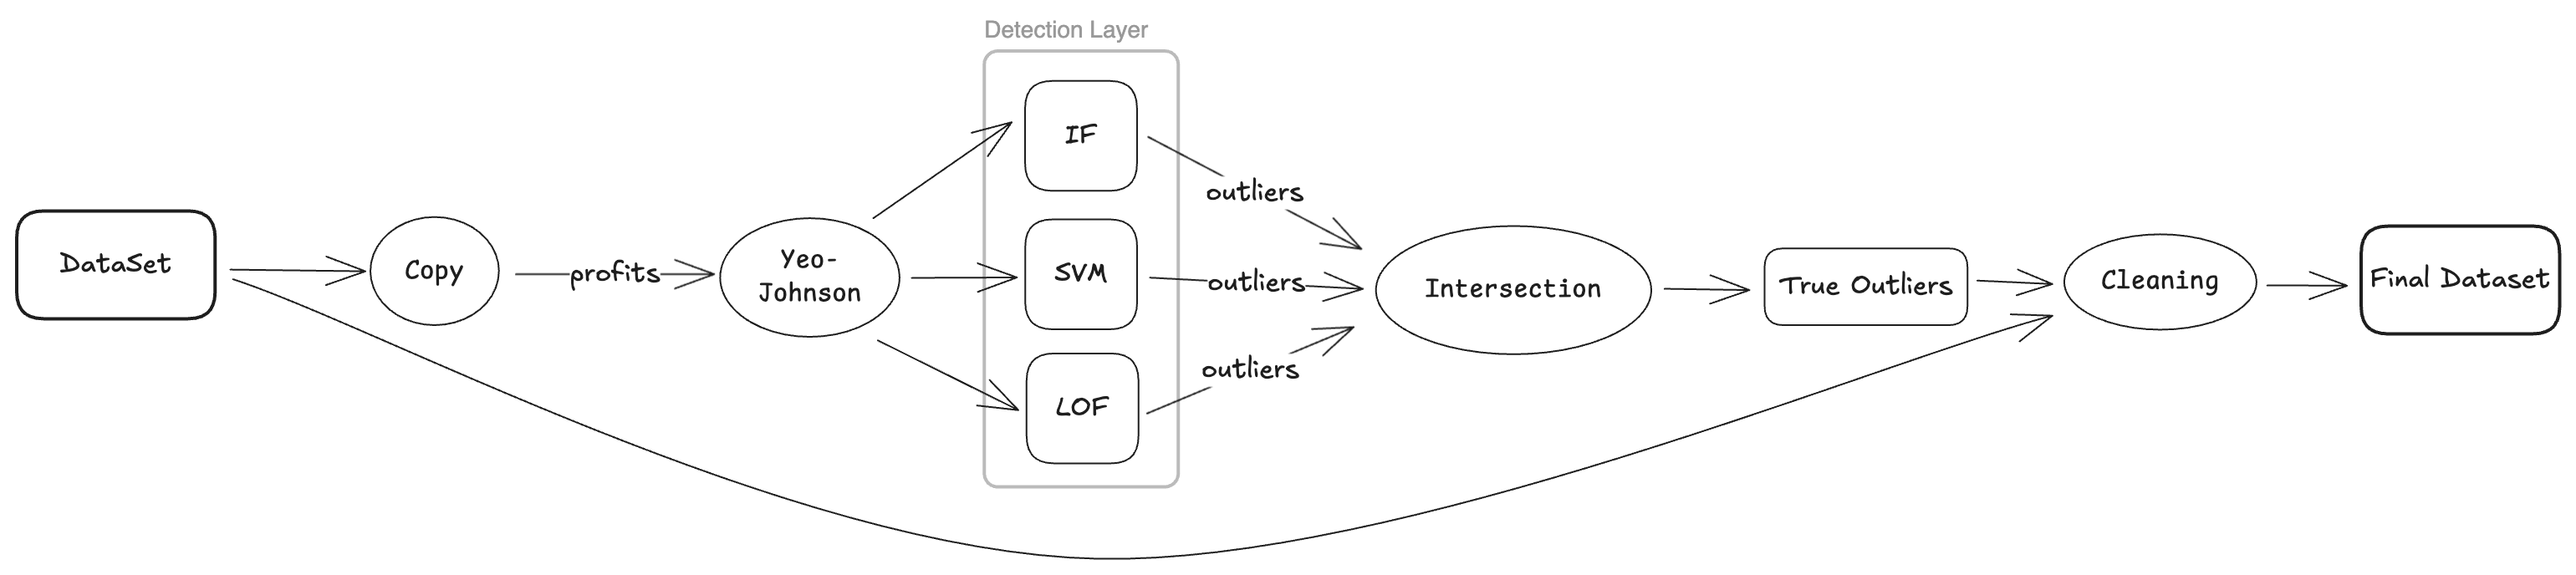 Detection Layer
DataSet
Copy
profits
Yeo-
Johnson
IF
SVM
LOF
outliers
outliers
outliers
Intersection
True Outliers
Cleaning
Final Dataset